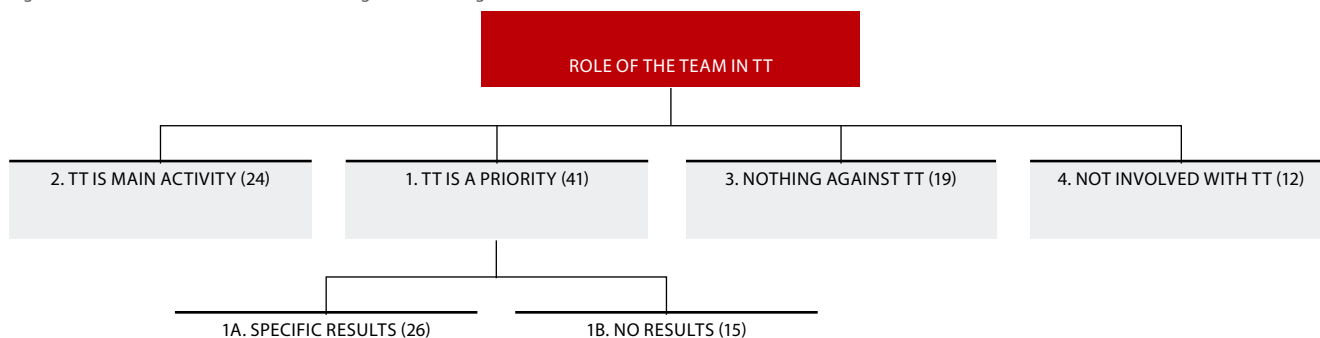 ROLE OF THE TEAM IN TT
2. TT IS MAIN ACTIVITY (24)
1. TT IS A PRIORITY (41)
3. NOTHING AGAINST TT (19)
4. NOT INVOLVED WITH TT (12)
1A. SPECIFIC RESULTS (26)
1B. NO RESULTS (15)